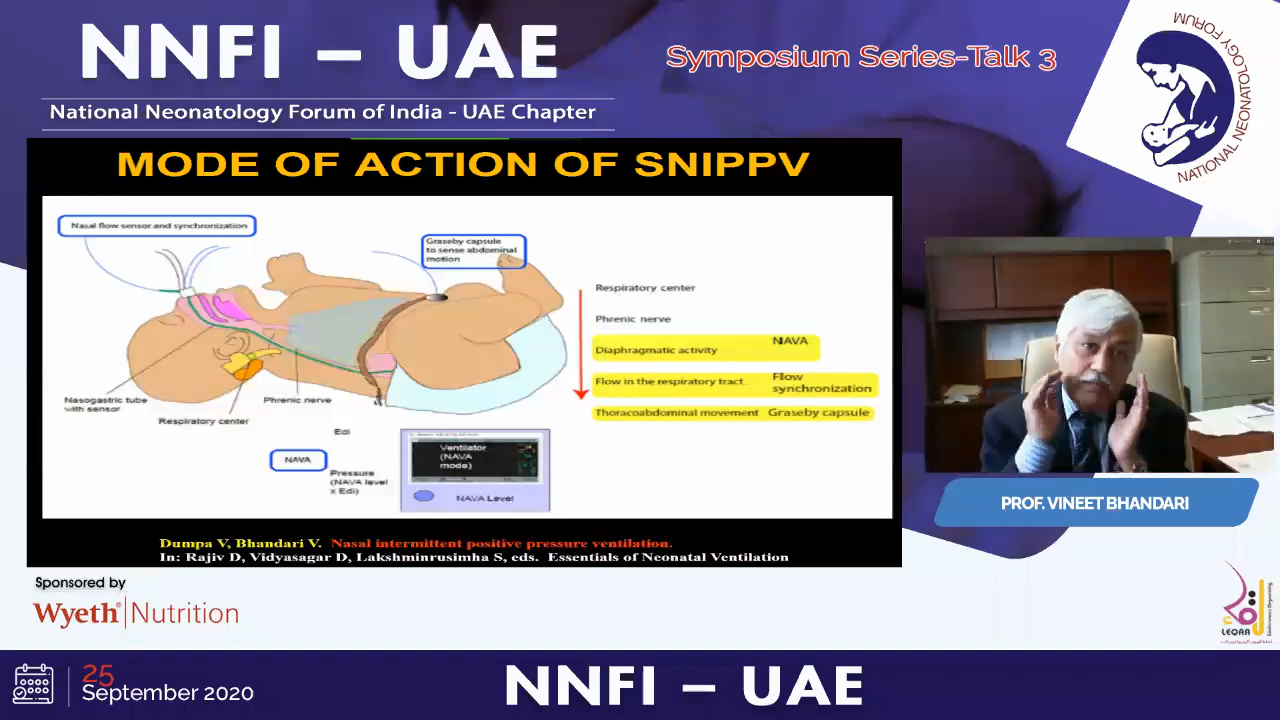 NNFI – UAE
National Neonatology Forum of India - UAE Chapter
Symposium Series-Talk 3
NATIONAL NEONATOLOGY FORUM
MODE OF ACTION OF SNIPPV
Nasal flow sensor and synchronization
Graseby capsule
to sense abdominal
motion
Respiratory center
Phrenic nerve
NAVA
Diaphragmatic activity
Flow in the respiratory tract
Flow
synchronization
Thoracoabdominal movement
Graseby capsule
Nasogastric tube
with sensor
Phrenic nerve
Respiratory center
Edi
NAVA
Pressure
(NAVA level
x Edi)
Ventilator
(NAVA
mode)
NAVA Level
Dumpa V, Bhandari V. Nasal intermittent positive pressure ventilation.
In: Rajiv D, Vidyasagar D, Lakshminrusimha S, eds. Essentials of Neonatal Ventilation
PROF. VINEET BHANDARI
Sponsored by
Wyeth® Nutrition
LEQAA
25
September 2020
NNFI – UAE